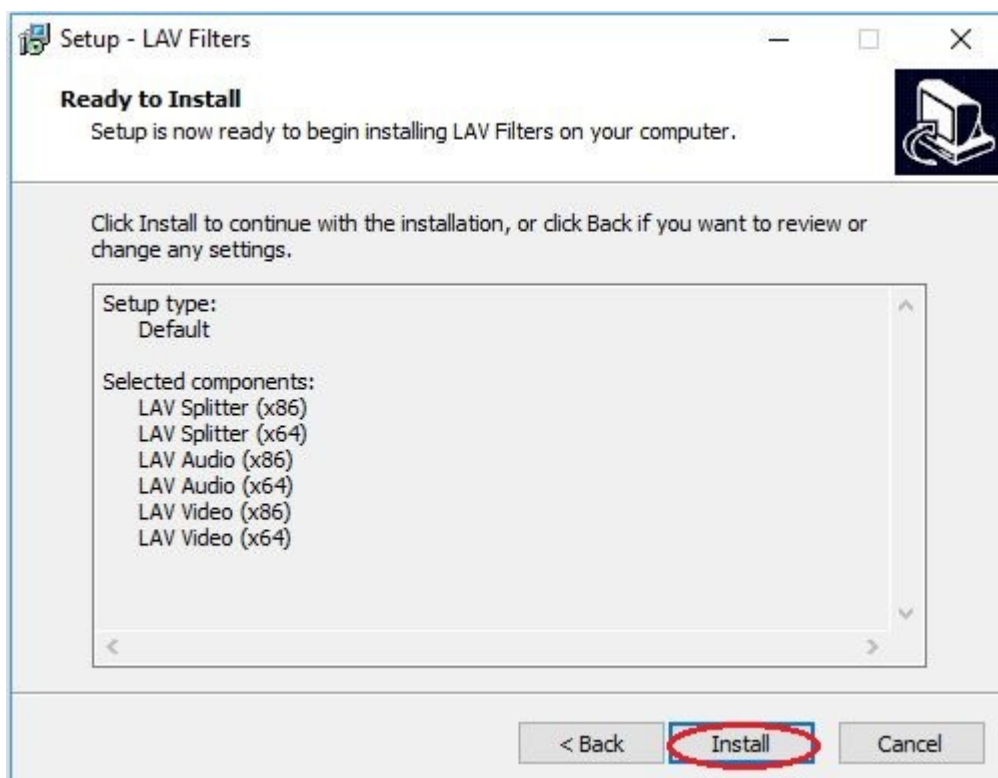 Setup - LAV Filters
Ready to Install
Setup is now ready to begin installing LAV Filters on your computer.
Click Install to continue with the installation, or click Back if you want to review or
change any settings.
Setup type:
Default
Selected components:
LAV Splitter (x86)
LAV Splitter (x64)
LAV Audio (x86)
LAV Audio (x64)
LAV Video (x86)
LAV Video (x64)
< Back Install Cancel